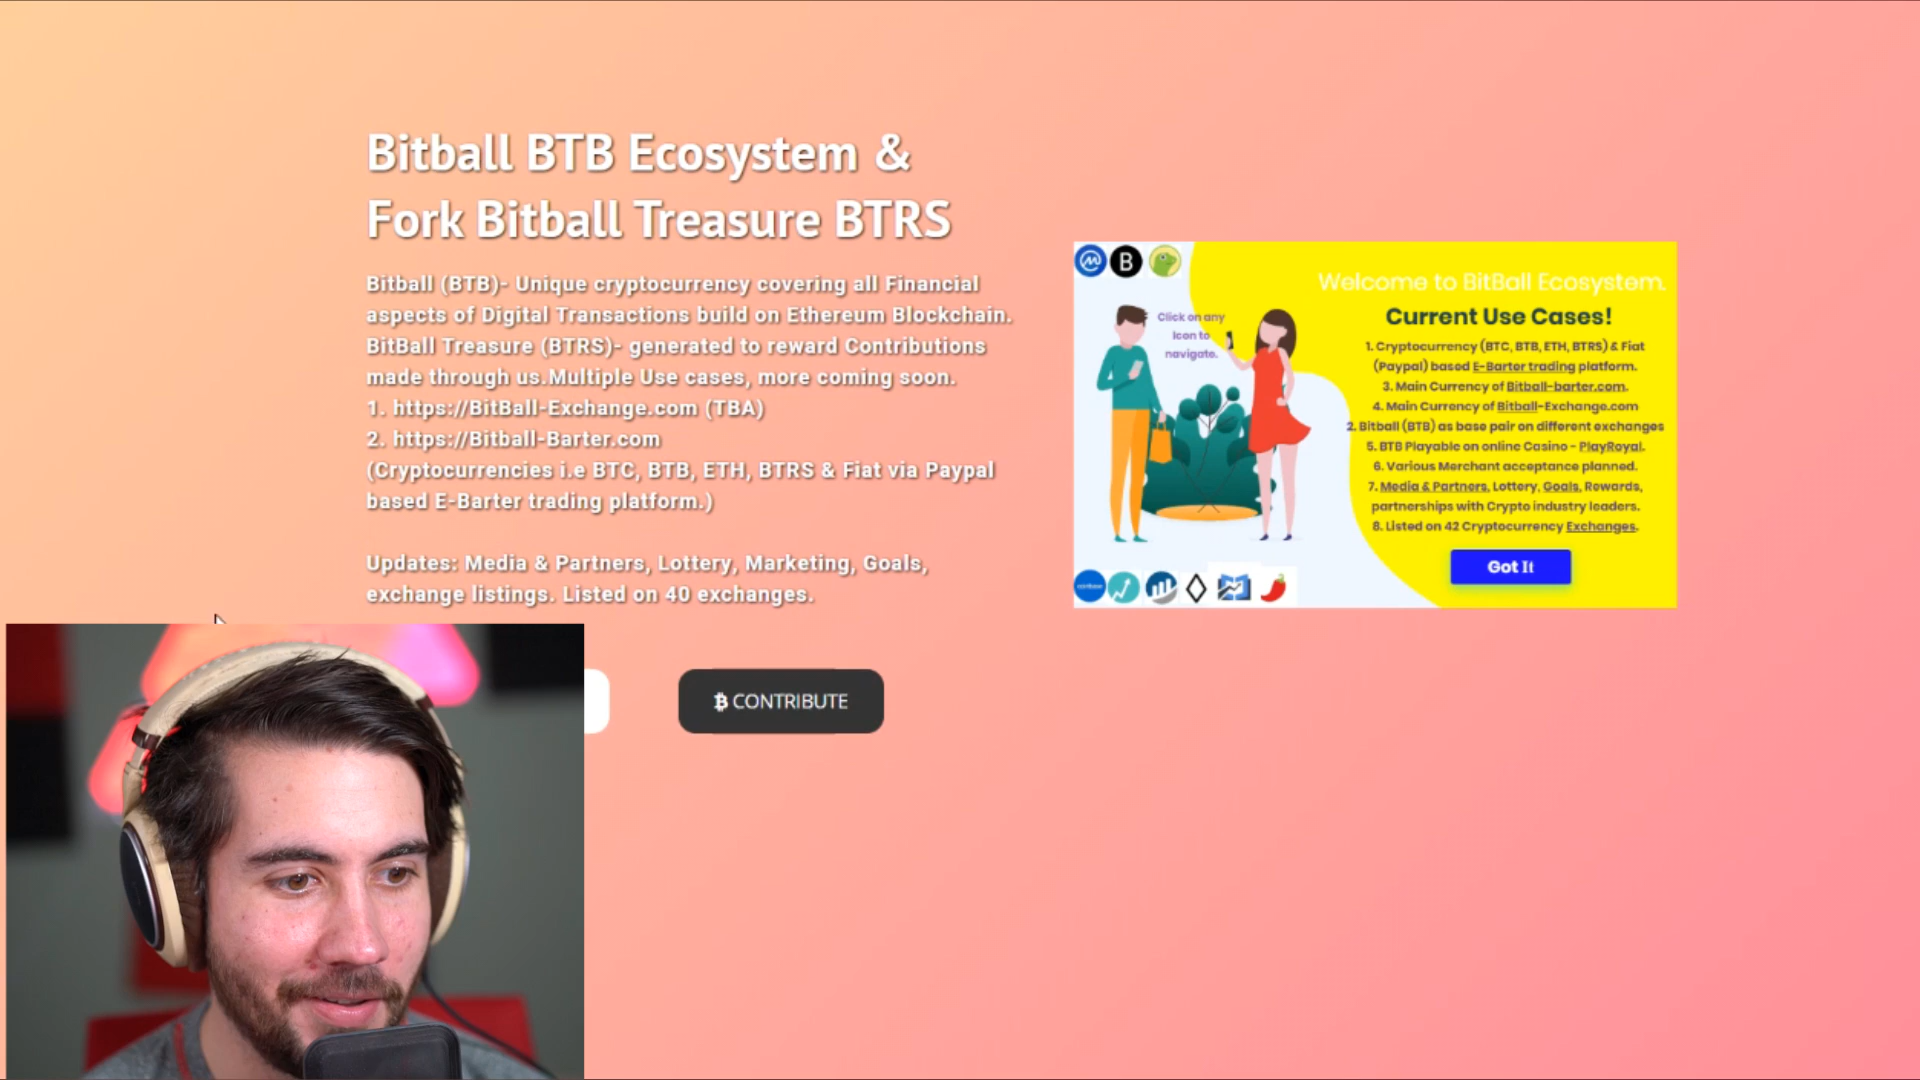 Bitball BTB Ecosystem &
Fork Bitball Treasure BTRS
Bitball (BTB)- Unique cryptocurrency covering all Financial
aspects of Digital Transactions build on Ethereum Blockchain.
BitBall Treasure (BTRS)- generated to reward Contributions
made through us.Multiple Use cases, more coming soon.
1. https://BitBall-Exchange.com (TBA)
2. https://Bitball-Barter.com
(Cryptocurrencies i.e BTC, BTB, ETH, BTRS & Fiat via Paypal
based E-Barter trading platform.)
Updates: Media & Partners, Lottery, Marketing, Goals,
exchange listings. Listed on 40 exchanges.
CONTRIBUTE
B
Click on any
Icon to
navigate.
Welcome to BitBall Ecosystem.
Current Use Cases!
1. Cryptocurrency (BTC, BTB, ETH, BTRS) & Fiat
(Paypal) based E-Barter trading platform.
3. Main Currency of Bitball-barter.com.
4. Main Currency of Bitball-Exchange.com
2. Bitball (BTB) as base pair on different exchanges
5. BTB Playable on online Casino - PlayRoyal.
6. Various Merchant acceptance planned.
7. Media & Partners, Lottery, Goals, Rewards,
partnerships with Crypto industry leaders.
8. Listed on 42 Cryptocurrency Exchanges.
Got It